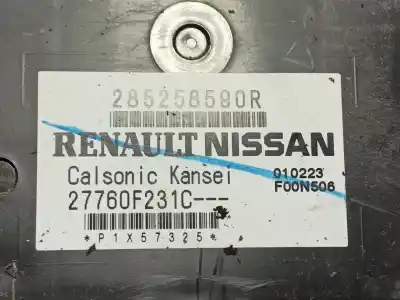 285258590R
RENAULT NISSAN
Calsonic Kansei 010223
27760F231C--- F00N506
*P1X57325*